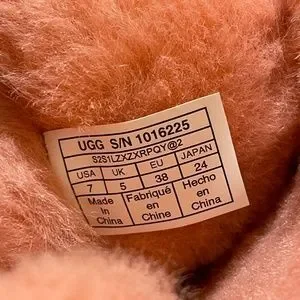 UGG S/N 1016225
S2S1LZXZXRPQY@2
USA UK EU JAPAN
7 5 38 24
Made Fabriqué Hecho
in en en
China Chine China